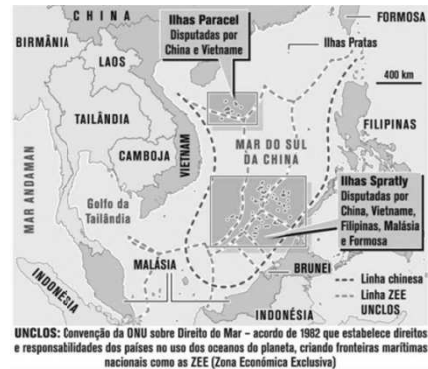 CHINA
FORMOSA
Ilhas Paracel
Disputadas por
China e Vietname
BIRMÂNIA
Ilhas Pratas
LAOS
400 km
TAILÂNDIA
VIETNAM
MAR DO SUL
DA CHINA
FILIPINAS
CAMBOJA
MAR ANDAMAN
Golfo da
Tailândia
Ilhas Spratly
Disputadas por
China, Vietname,
Filipinas, Malásia
e Formosa
MALÁSIA
BRUNEI
INDONÉSIA
INDONÉSIA
Linha chinesa
Linha ZEE
UNCLOS
UNCLOS: Convenção da ONU sobre Direito do Mar – acordo de 1982 que estabelece direitos
e responsabilidades dos países no uso dos oceanos do planeta, criando fronteiras marítimas
nacionais como as ZEE (Zona Económica Exclusiva)